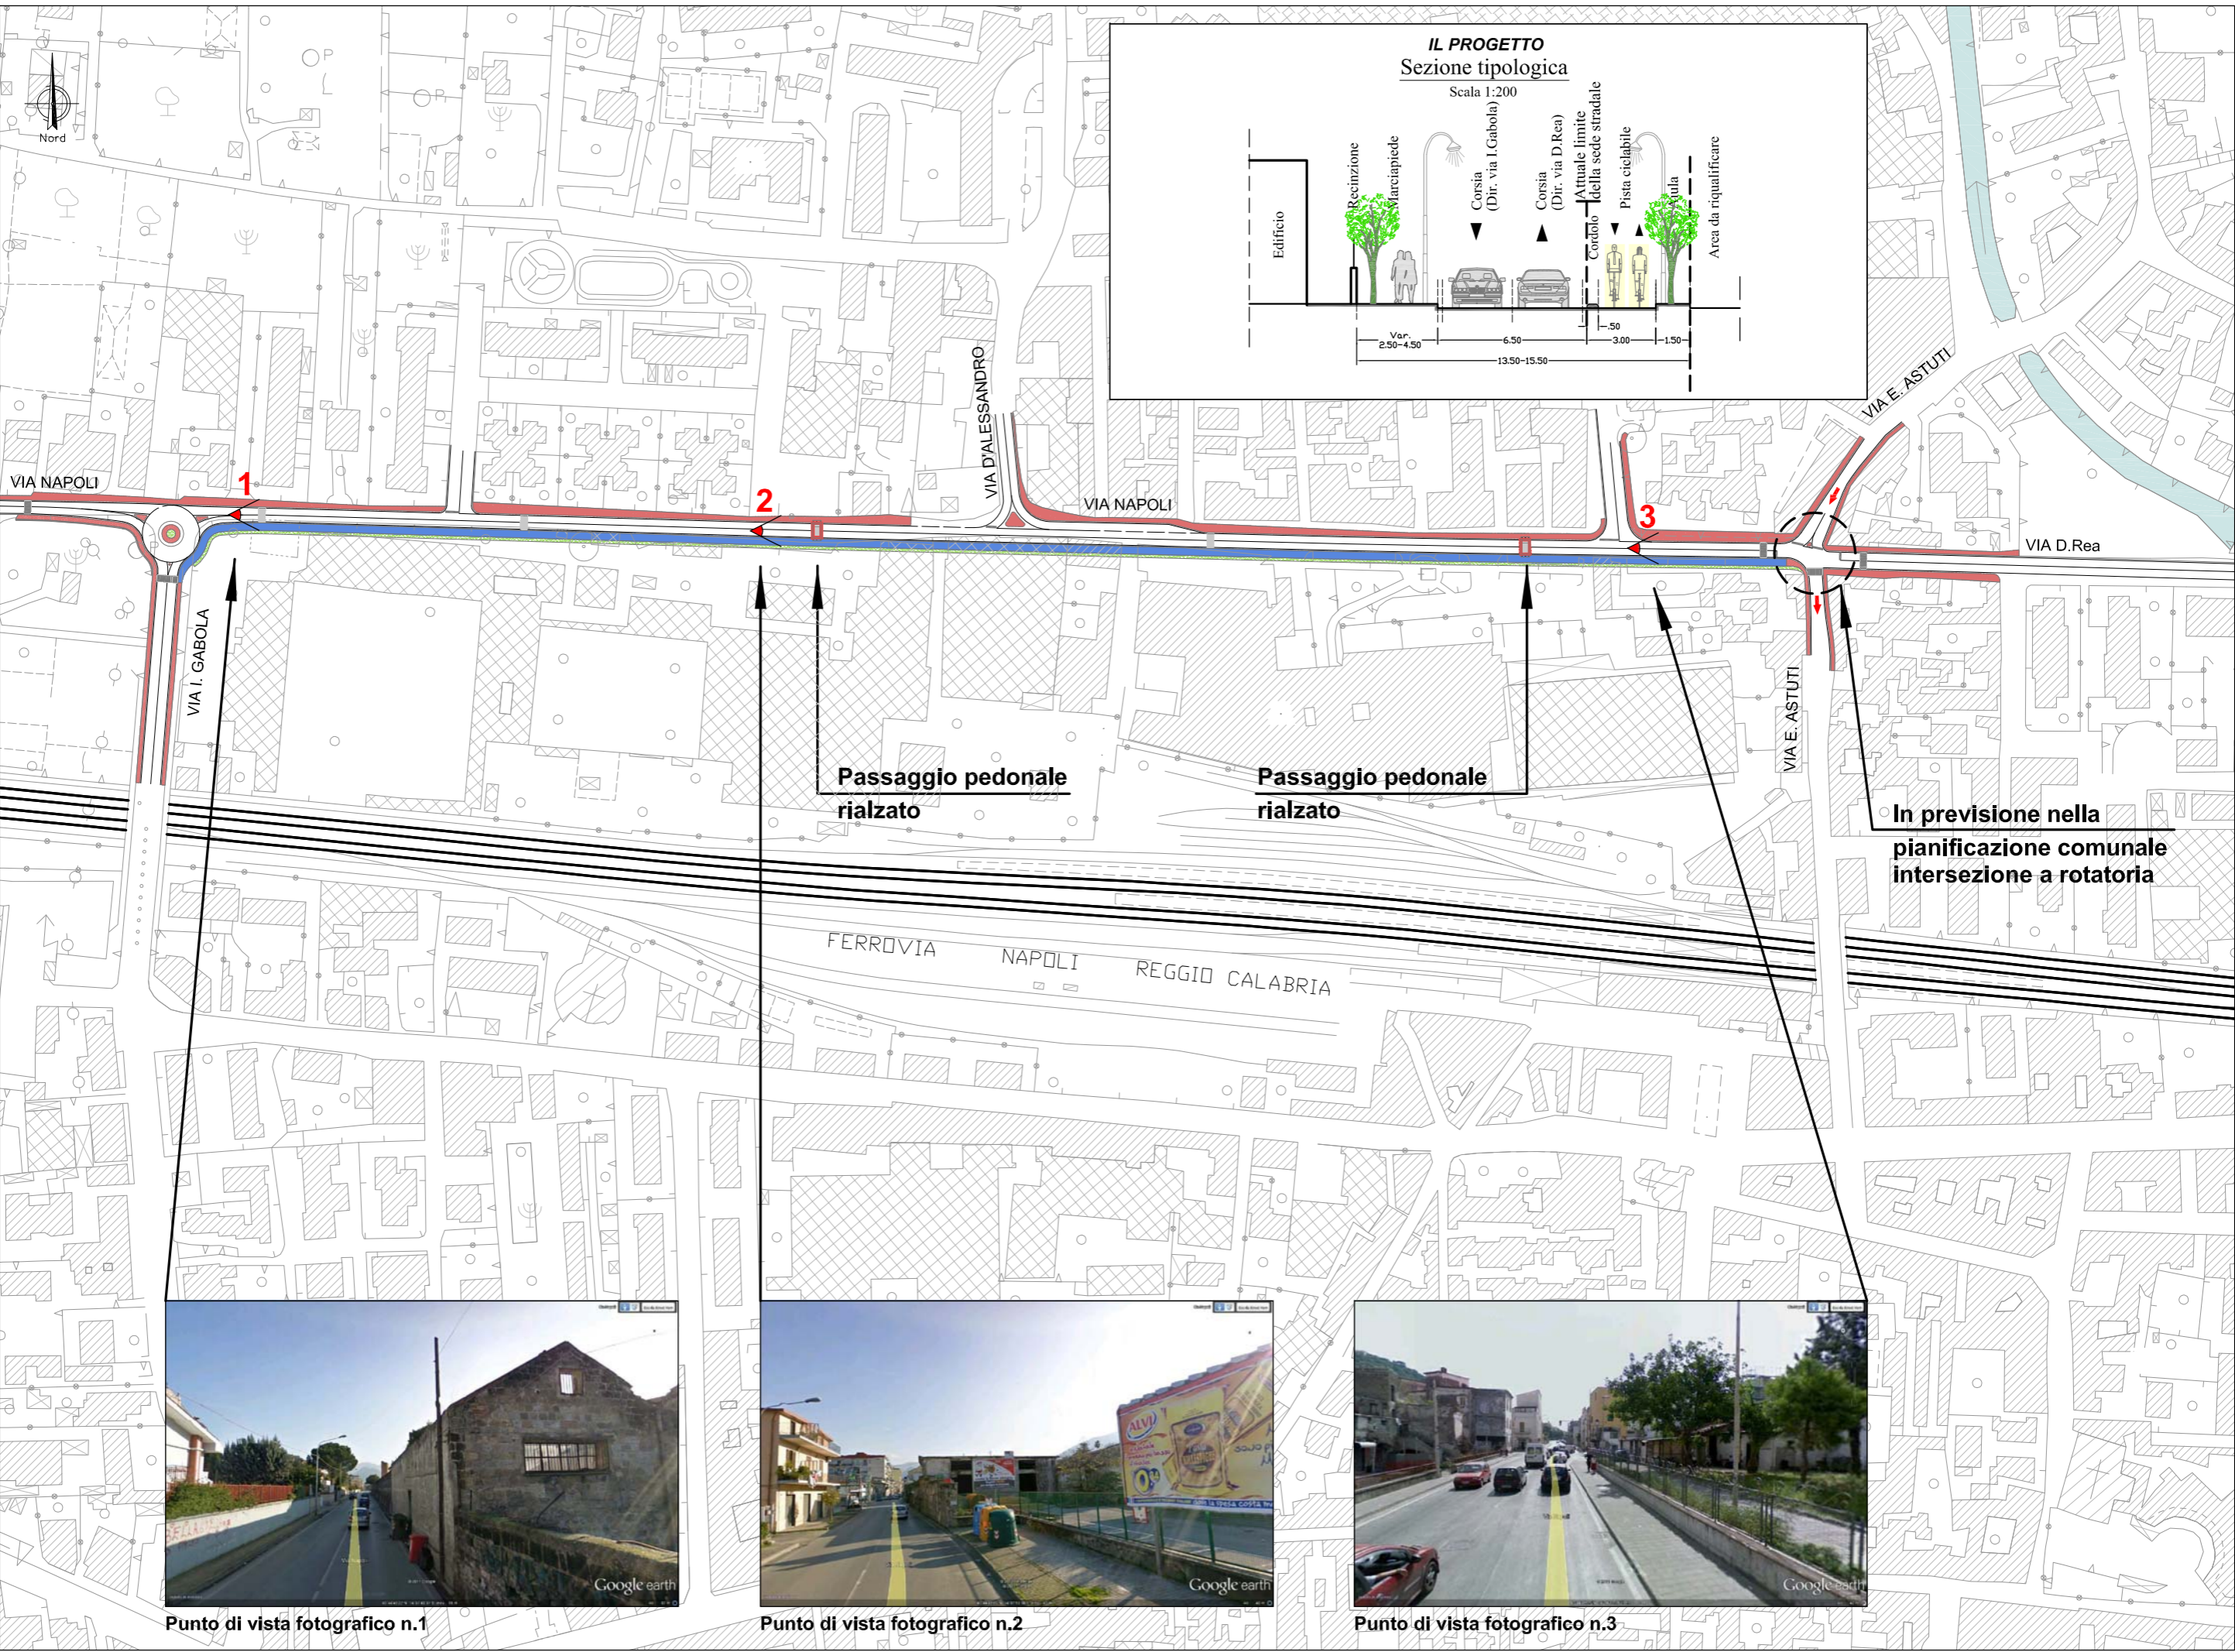 IL PROGETTO
Sezione tipologica
Scala 1:200
Edificio
Recinzione
Marciapiede
Corsia
(Dir. via I.Gabola)
Corsia
(Dir. via D.Rea)
Attuale limite
della sede stradale
Cordolo
Pista ciclabile
Area da riqualificare
Var.
2.50-4.50
6.50
.50
3.00
1.50
13.50-15.50
Nord
VIA NAPOLI
1
2
VIA D'ALESSANDRO
VIA NAPOLI
3
VIA E. ASTUTI
VIA D.Rea
VIA I. GABOLA
VIA E. ASTUTI
Passaggio pedonale
rialzato
Passaggio pedonale
rialzato
In previsione nella
pianificazione comunale
intersezione a rotatoria
FERROVIA NAPOLI REGGIO CALABRIA
ALVI
Google earth
Google earth
Google earth
Punto di vista fotografico n.1
Punto di vista fotografico n.2
Punto di vista fotografico n.3